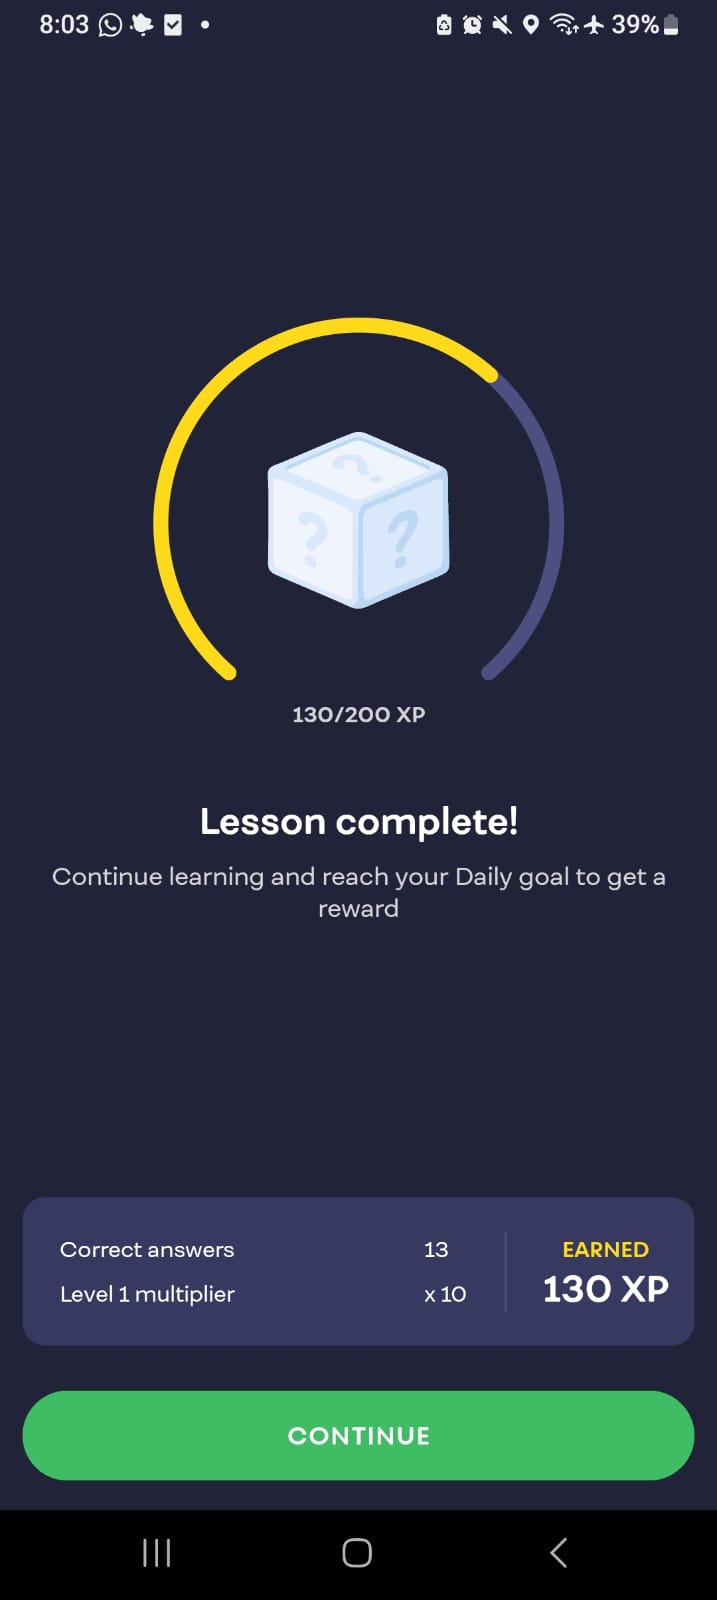 8:03
39%
? ? ?
130/200 XP
Lesson complete!
Continue learning and reach your Daily goal to get a
reward
Correct answers 13
Level 1 multiplier x 10
EARNED
130 XP
CONTINUE